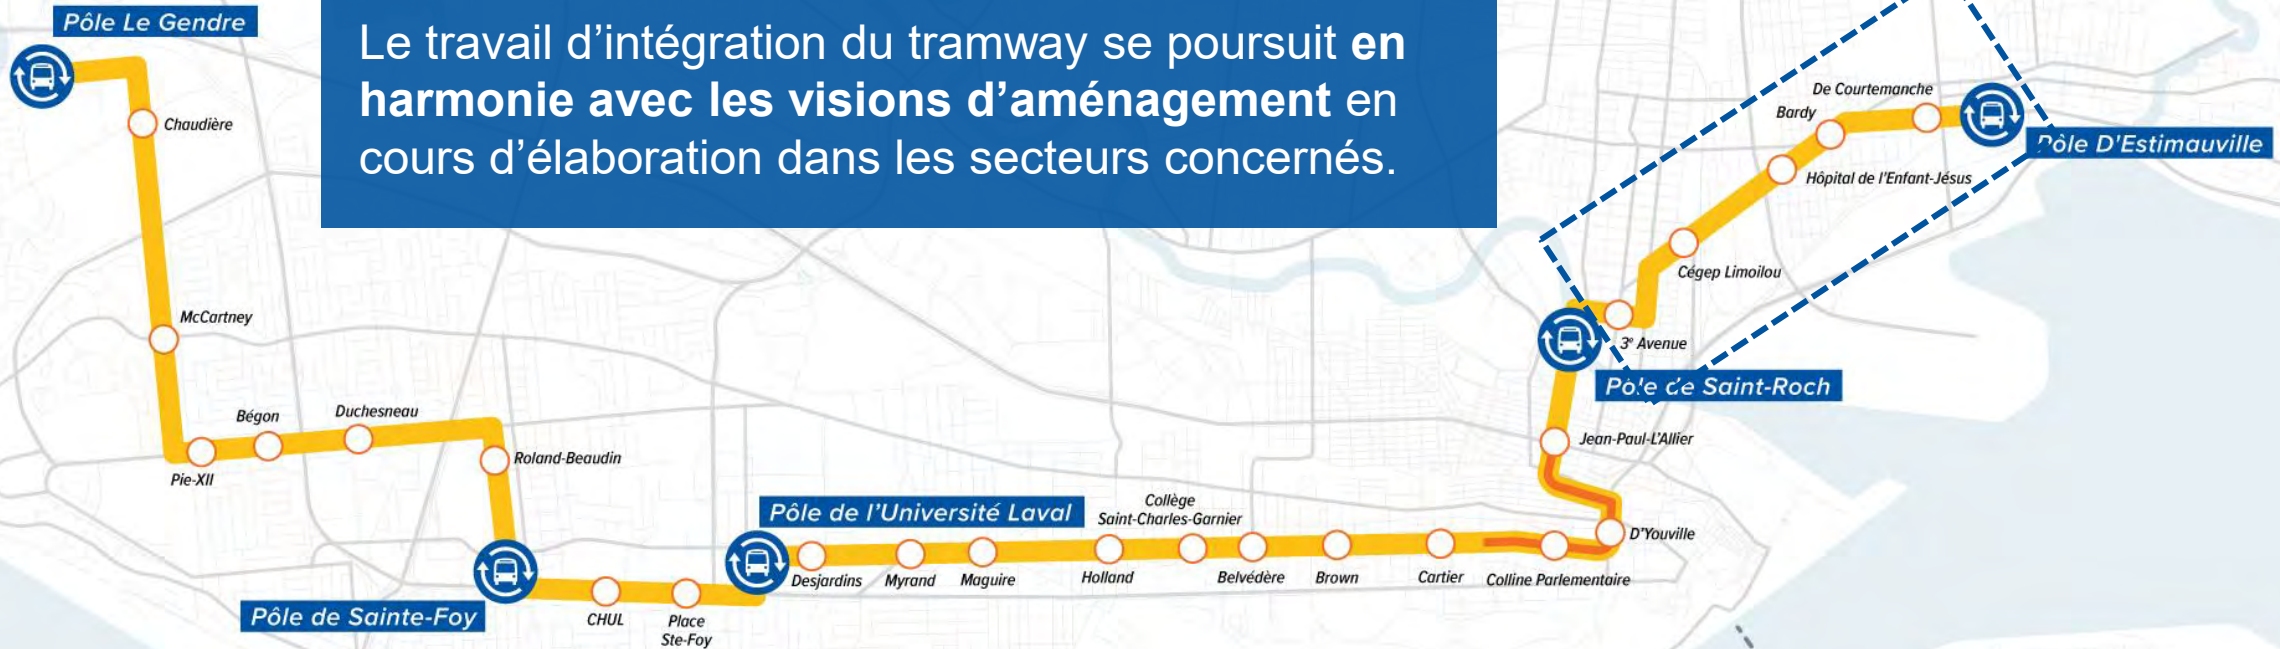 Pôle Le Gendre
Le travail d’intégration du tramway se poursuit en
harmonie avec les visions d’aménagement en
cours d’élaboration dans les secteurs concernés.
Chaudière
McCartney
Pie-XII
Bégon
Duchesneau
Roland-Beaudin
Pôle de Sainte-Foy
CHUL
Place
Ste-Foy
Pôle de l’Université Laval
Desjardins
Myrand
Maguire
Holland
Collège
Saint-Charles-Garnier
Belvédère
Brown
Cartier
Colline Parlementaire
D’Youville
Jean-Paul-L’Allier
Pôle de Saint-Roch
3e Avenue
Cégep Limoilou
Hôpital de l’Enfant-Jésus
Bardy
De Courtemanche
Pôle D’Estimauville